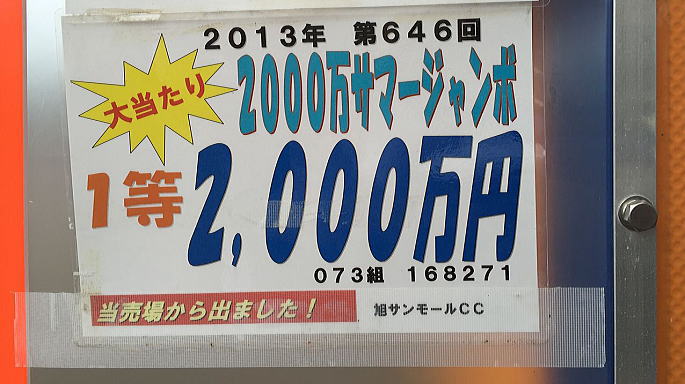 2013年 第646回
大当たり
2000万サマージャンボ
1等
2,000万円
073組 168271
当売場から出ました!
旭サンモールCC